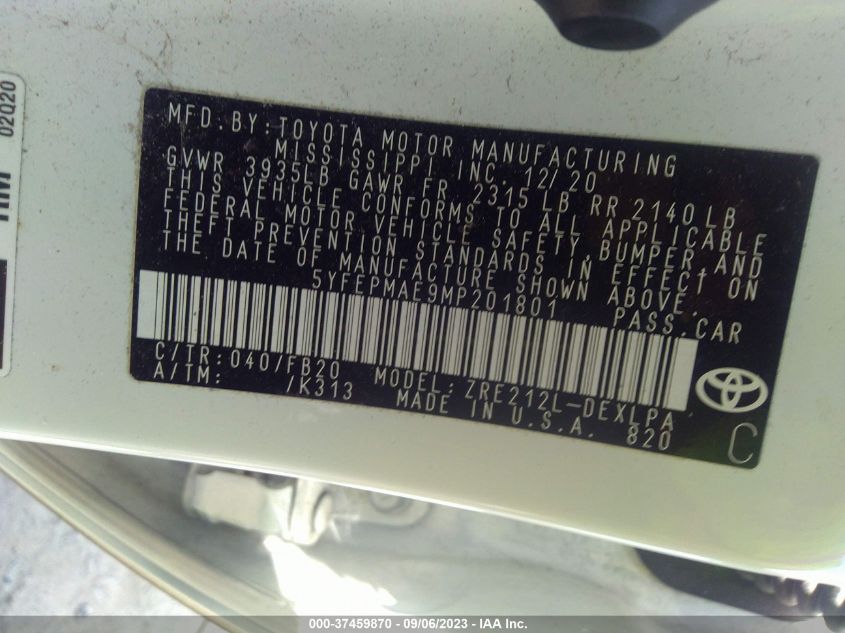 02Q20
MFD. BY: TOYOTA MOTOR MANUFACTURING
MISSISSIPPI INC. 12/20
GVWR 3935LB GAWR FR 2315 LB RR 2140 LB
THIS VEHICLE CONFORMS TO ALL APPLICABLE
FEDERAL MOTOR VEHICLE SAFETY, BUMPER AND
THEFT PREVENTION STANDARDS IN EFFECT ON
THE DATE OF MANUFACTURE SHOWN ABOVE.
5YFEPMAE9MP201801 PASS. CAR
C/TR: 040/FB20 MODEL: ZRE212L-DEXLPA
A/TM: /K313 MADE IN U.S.A. 820
C
000-37459870 - 09/06/2023 - IAA Inc.